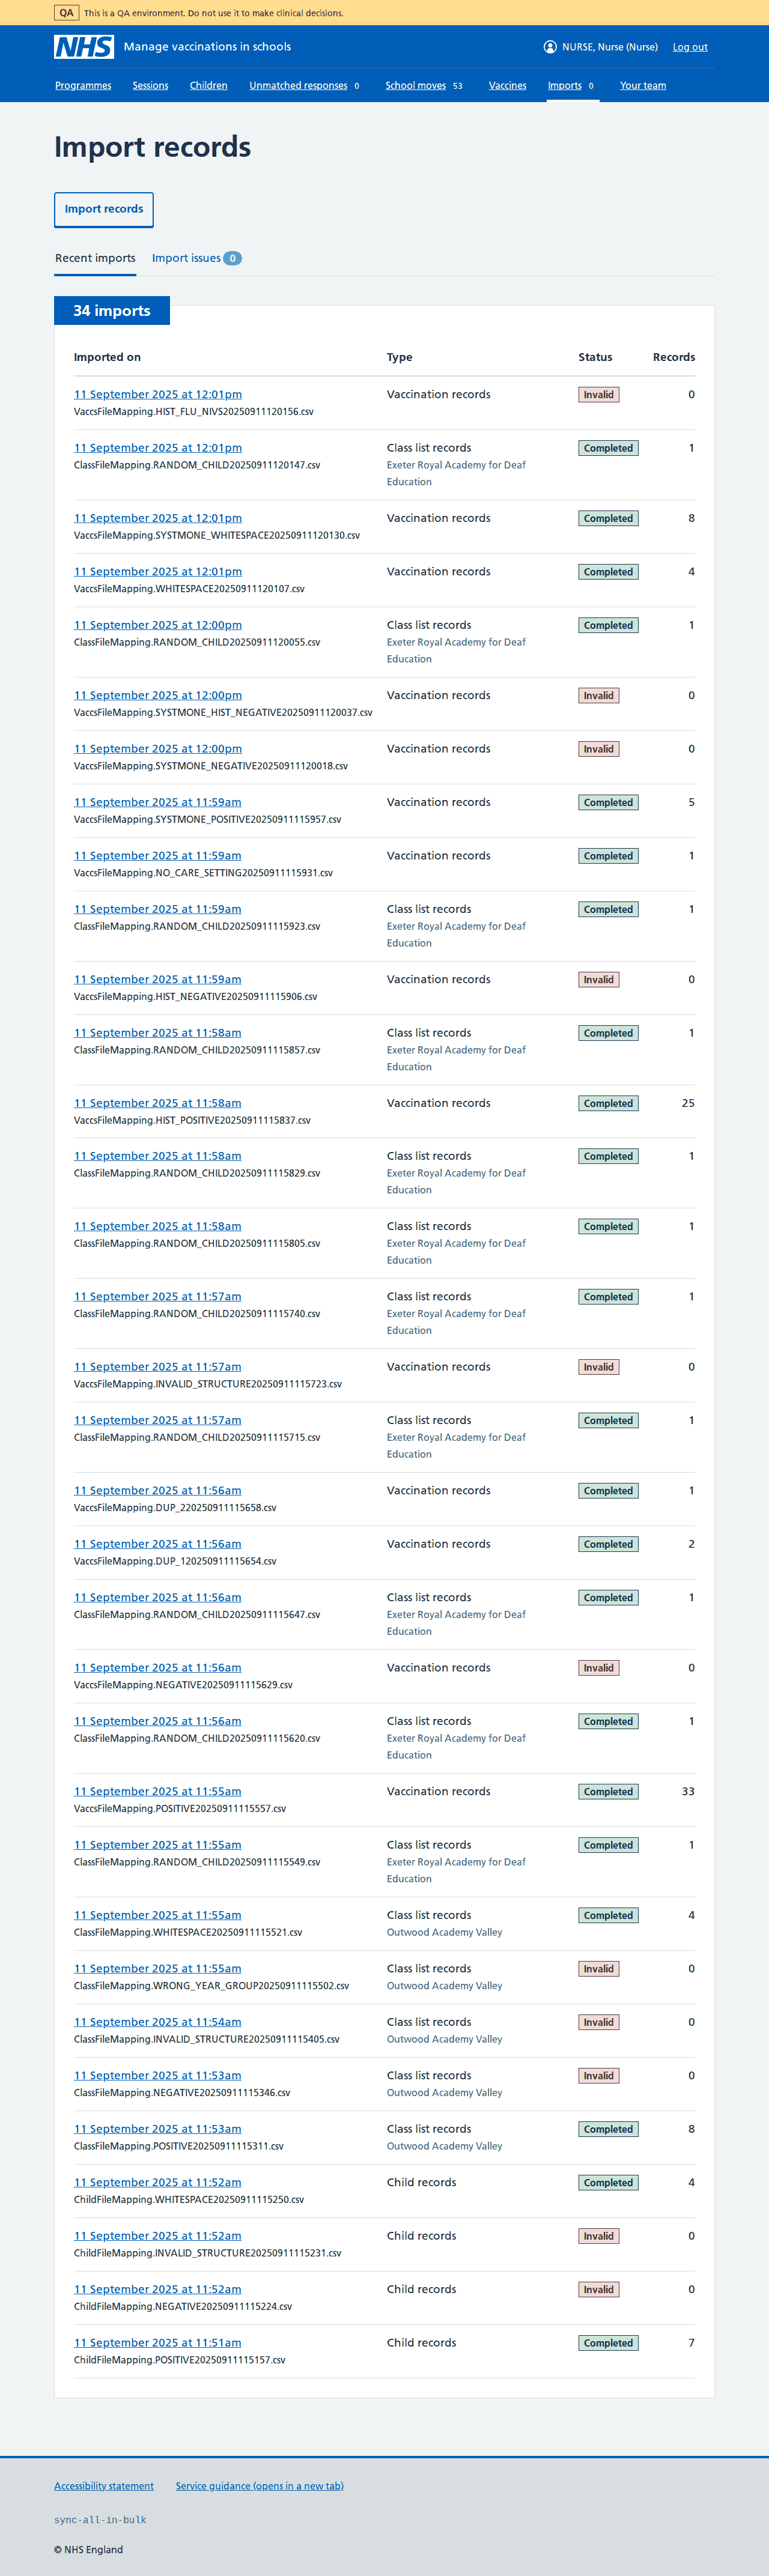 QA This is a QA environment. Do not use it to make clinical decisions.
NHS Manage vaccinations in schools NURSE, Nurse (Nurse) Log out
Programmes Sessions Children Unmatched responses 0 School moves 53 Vaccines Imports 0 Your team
Import records
Import records
Recent imports Import issues 0
34 imports
Imported on Type Status Records
11 September 2025 at 12:01pm Vaccination records Invalid 0
VaccsFileMapping.HIST_FLU_NIVS20250911120156.csv
11 September 2025 at 12:01pm Class list records Completed 1
ClassFileMapping.RANDOM_CHILD20250911120147.csv Exeter Royal Academy for Deaf
Education
11 September 2025 at 12:01pm Vaccination records Completed 8
VaccsFileMapping.SYSTMONE_WHITESPACE20250911120130.csv
11 September 2025 at 12:01pm Vaccination records Completed 4
VaccsFileMapping.WHITESPACE20250911120107.csv
11 September 2025 at 12:00pm Class list records Completed 1
ClassFileMapping.RANDOM_CHILD20250911120055.csv Exeter Royal Academy for Deaf
Education
11 September 2025 at 12:00pm Vaccination records Invalid 0
VaccsFileMapping.SYSTMONE_HIST_NEGATIVE20250911120037.csv
11 September 2025 at 12:00pm Vaccination records Invalid 0
VaccsFileMapping.SYSTMONE_NEGATIVE20250911120018.csv
11 September 2025 at 11:59am Vaccination records Completed 5
VaccsFileMapping.SYSTMONE_POSITIVE20250911115957.csv
11 September 2025 at 11:59am Vaccination records Completed 1
VaccsFileMapping.NO_CARE_SETTING20250911115931.csv
11 September 2025 at 11:59am Class list records Completed 1
ClassFileMapping.RANDOM_CHILD20250911115923.csv Exeter Royal Academy for Deaf
Education
11 September 2025 at 11:59am Vaccination records Invalid 0
VaccsFileMapping.HIST_NEGATIVE20250911115906.csv
11 September 2025 at 11:58am Class list records Completed 1
ClassFileMapping.RANDOM_CHILD20250911115857.csv Exeter Royal Academy for Deaf
Education
11 September 2025 at 11:58am Vaccination records Completed 25
VaccsFileMapping.HIST_POSITIVE20250911115837.csv
11 September 2025 at 11:58am Class list records Completed 1
ClassFileMapping.RANDOM_CHILD20250911115829.csv Exeter Royal Academy for Deaf
Education
11 September 2025 at 11:58am Class list records Completed 1
ClassFileMapping.RANDOM_CHILD20250911115805.csv Exeter Royal Academy for Deaf
Education
11 September 2025 at 11:57am Class list records Completed 1
ClassFileMapping.RANDOM_CHILD20250911115740.csv Exeter Royal Academy for Deaf
Education
11 September 2025 at 11:57am Vaccination records Invalid 0
VaccsFileMapping.INVALID_STRUCTURE20250911115723.csv
11 September 2025 at 11:57am Class list records Completed 1
ClassFileMapping.RANDOM_CHILD20250911115715.csv Exeter Royal Academy for Deaf
Education
11 September 2025 at 11:56am Vaccination records Completed 1
VaccsFileMapping.DUP_220250911115658.csv
11 September 2025 at 11:56am Vaccination records Completed 2
VaccsFileMapping.DUP_120250911115654.csv
11 September 2025 at 11:56am Class list records Completed 1
ClassFileMapping.RANDOM_CHILD20250911115647.csv Exeter Royal Academy for Deaf
Education
11 September 2025 at 11:56am Vaccination records Invalid 0
VaccsFileMapping.NEGATIVE20250911115629.csv
11 September 2025 at 11:56am Class list records Completed 1
ClassFileMapping.RANDOM_CHILD20250911115620.csv Exeter Royal Academy for Deaf
Education
11 September 2025 at 11:55am Vaccination records Completed 33
VaccsFileMapping.POSITIVE20250911115557.csv
11 September 2025 at 11:55am Class list records Completed 1
ClassFileMapping.RANDOM_CHILD20250911115549.csv Exeter Royal Academy for Deaf
Education
11 September 2025 at 11:55am Class list records Completed 4
ClassFileMapping.WHITESPACE20250911115521.csv Outwood Academy Valley
11 September 2025 at 11:55am Class list records Invalid 0
ClassFileMapping.WRONG_YEAR_GROUP20250911115502.csv Outwood Academy Valley
11 September 2025 at 11:54am Class list records Invalid 0
ClassFileMapping.INVALID_STRUCTURE20250911115405.csv Outwood Academy Valley
11 September 2025 at 11:53am Class list records Invalid 0
ClassFileMapping.NEGATIVE20250911115346.csv Outwood Academy Valley
11 September 2025 at 11:53am Class list records Completed 8
ClassFileMapping.POSITIVE20250911115311.csv Outwood Academy Valley
11 September 2025 at 11:52am Child records Completed 4
ChildFileMapping.WHITESPACE20250911115250.csv
11 September 2025 at 11:52am Child records Invalid 0
ChildFileMapping.INVALID_STRUCTURE20250911115231.csv
11 September 2025 at 11:52am Child records Invalid 0
ChildFileMapping.NEGATIVE20250911115224.csv
11 September 2025 at 11:51am Child records Completed 7
ChildFileMapping.POSITIVE20250911115157.csv
Accessibility statement Service guidance (opens in a new tab)
sync-all-in-bulk
© NHS England